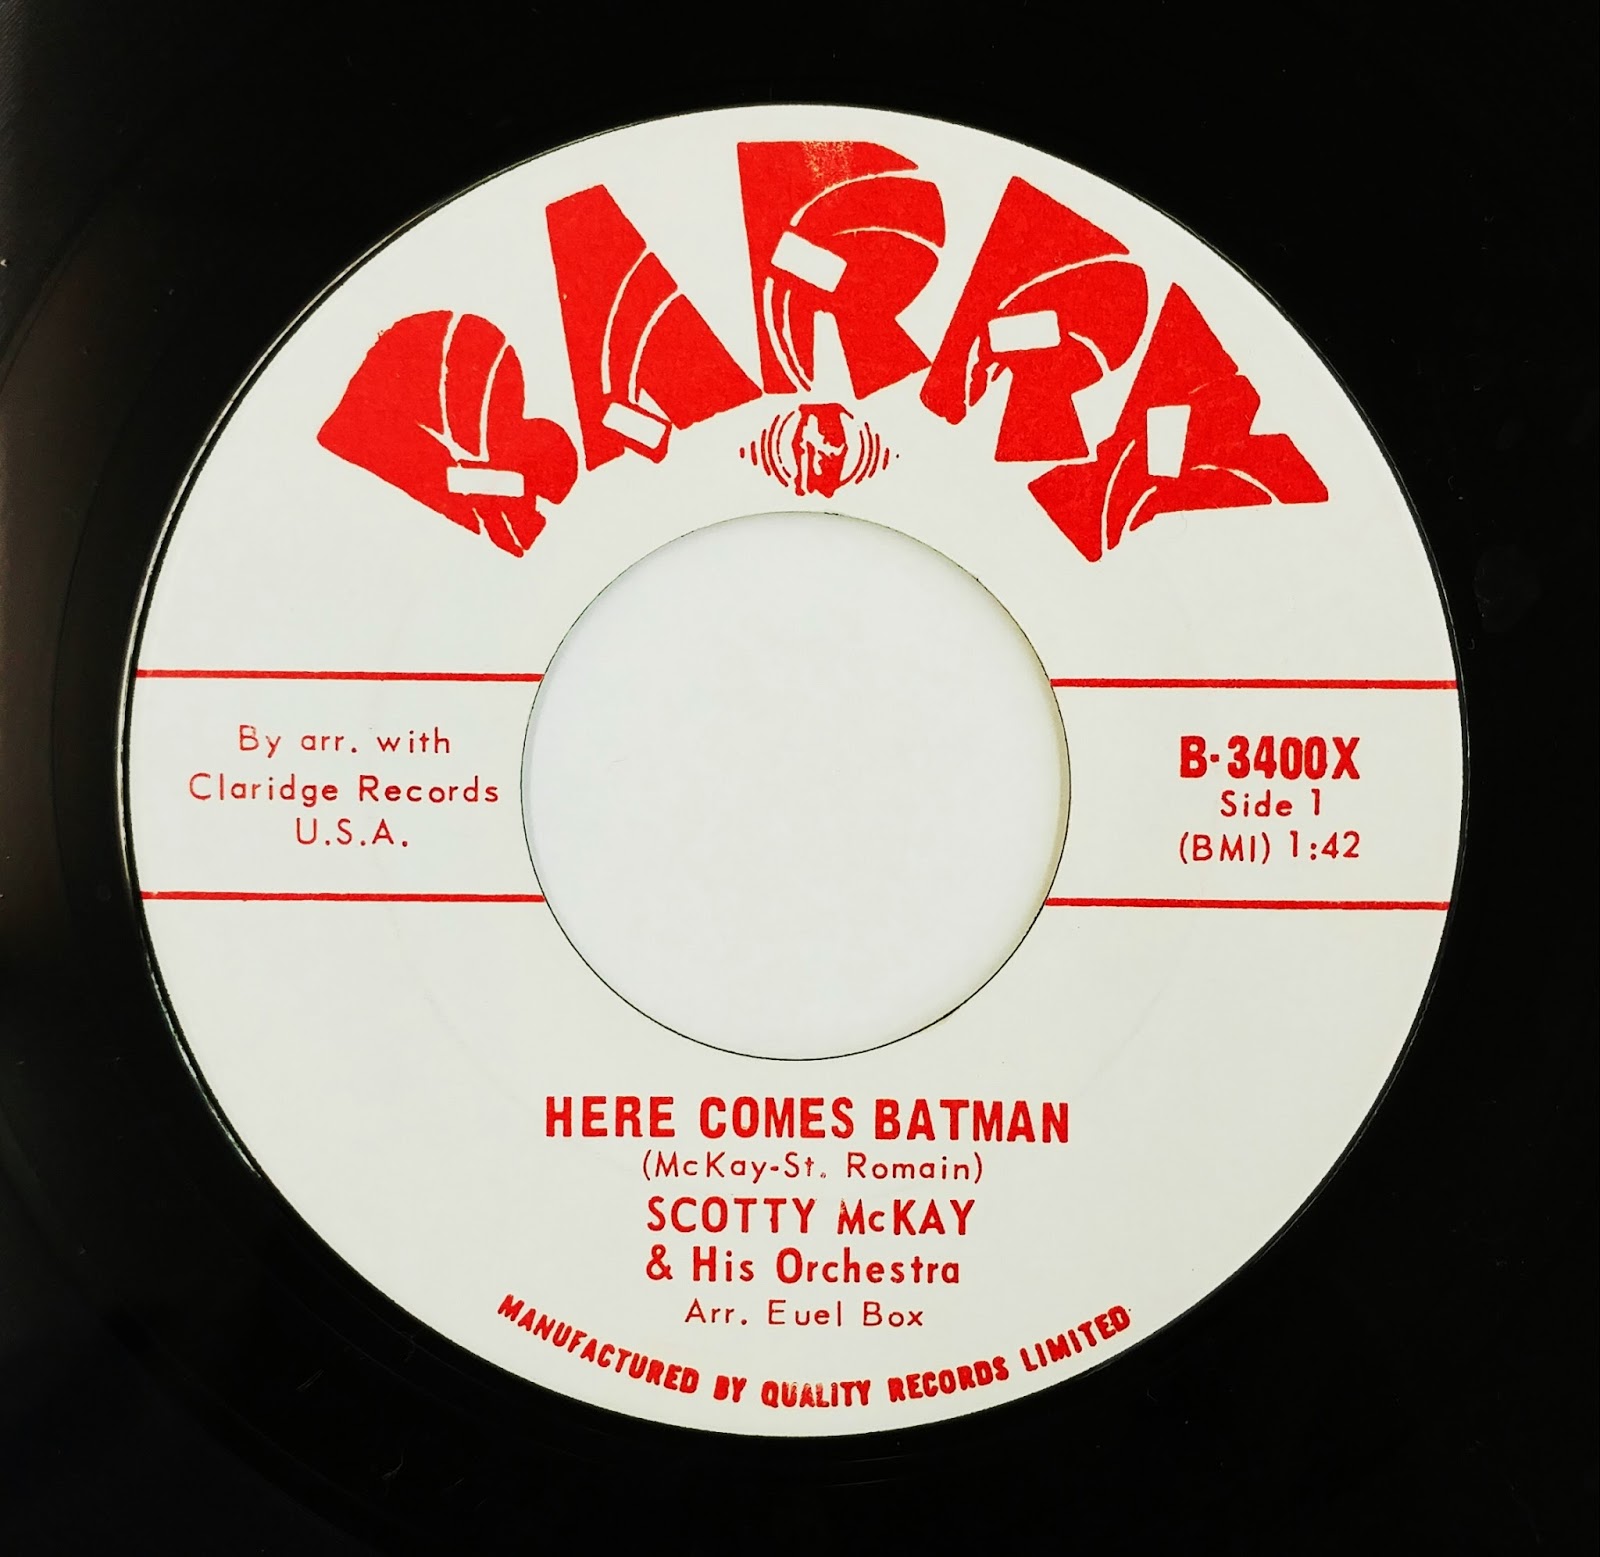 BARRY
By arr. with
Claridge Records
U.S.A.
B-3400X
Side 1
(BMI) 1:42
HERE COMES BATMAN
(McKay-St. Romain)
SCOTTY McKAY
& His Orchestra
Arr. Euel Box
MANUFACTURED BY QUALITY RECORDS LIMITED